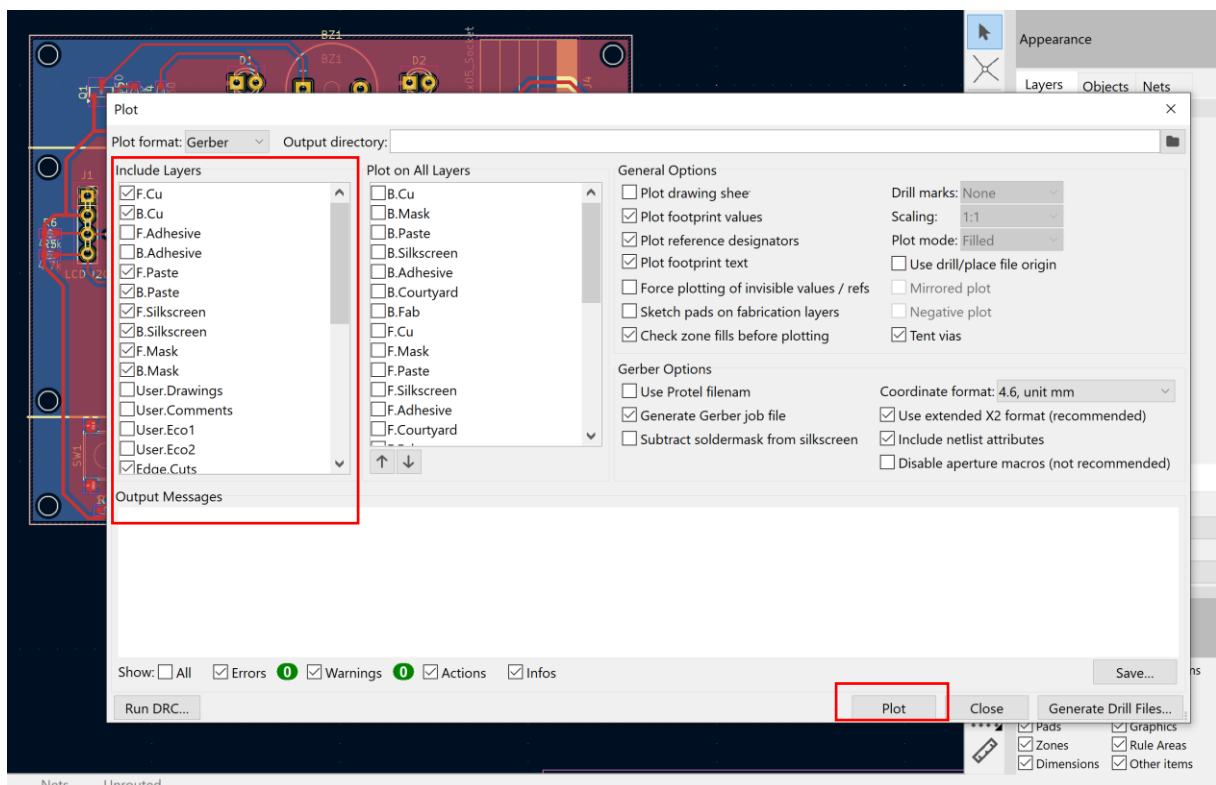 BZ1
D1
BZ1
D2
x05_Socket
J4
Q1
Appearance
Layers Objects Nets
Plot
Plot format: Gerber Output directory:
Include Layers
F.Cu
B.Cu
F.Adhesive
B.Adhesive
F.Paste
B.Paste
F.Silkscreen
B.Silkscreen
F.Mask
B.Mask
User.Drawings
User.Comments
User.Eco1
User.Eco2
Edge.Cuts
Plot on All Layers
B.Cu
B.Mask
B.Paste
B.Silkscreen
B.Adhesive
B.Courtyard
B.Fab
F.Cu
F.Mask
F.Paste
F.Silkscreen
F.Adhesive
F.Courtyard
General Options
Plot drawing shee
Plot footprint values
Plot reference designators
Plot footprint text
Force plotting of invisible values / refs
Sketch pads on fabrication layers
Check zone fills before plotting
Drill marks: None
Scaling: 1:1
Plot mode: Filled
Use drill/place file origin
Mirrored plot
Negative plot
Tent vias
Gerber Options
Use Protel filenam
Generate Gerber job file
Subtract soldermask from silkscreen
Coordinate format: 4.6, unit mm
Use extended X2 format (recommended)
Include netlist attributes
Disable aperture macros (not recommended)
J1
R6
SW1
Output Messages
Show: All Errors 0 Warnings 0 Actions Infos
Save...
Run DRC...
Plot Close Generate Drill Files...
Pads Graphics
Zones Rule Areas
Dimensions Other items
Nets Unrouted